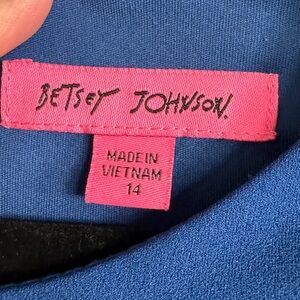 BETSEY JOHNSON.
MADE IN
VIETNAM
14